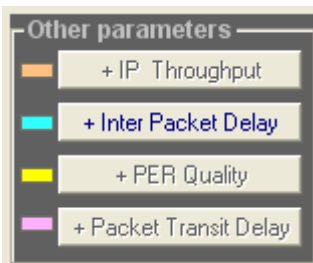 Other parameters
+ IP Throughput
+ Inter Packet Delay
+ PER Quality
+ Packet Transit Delay